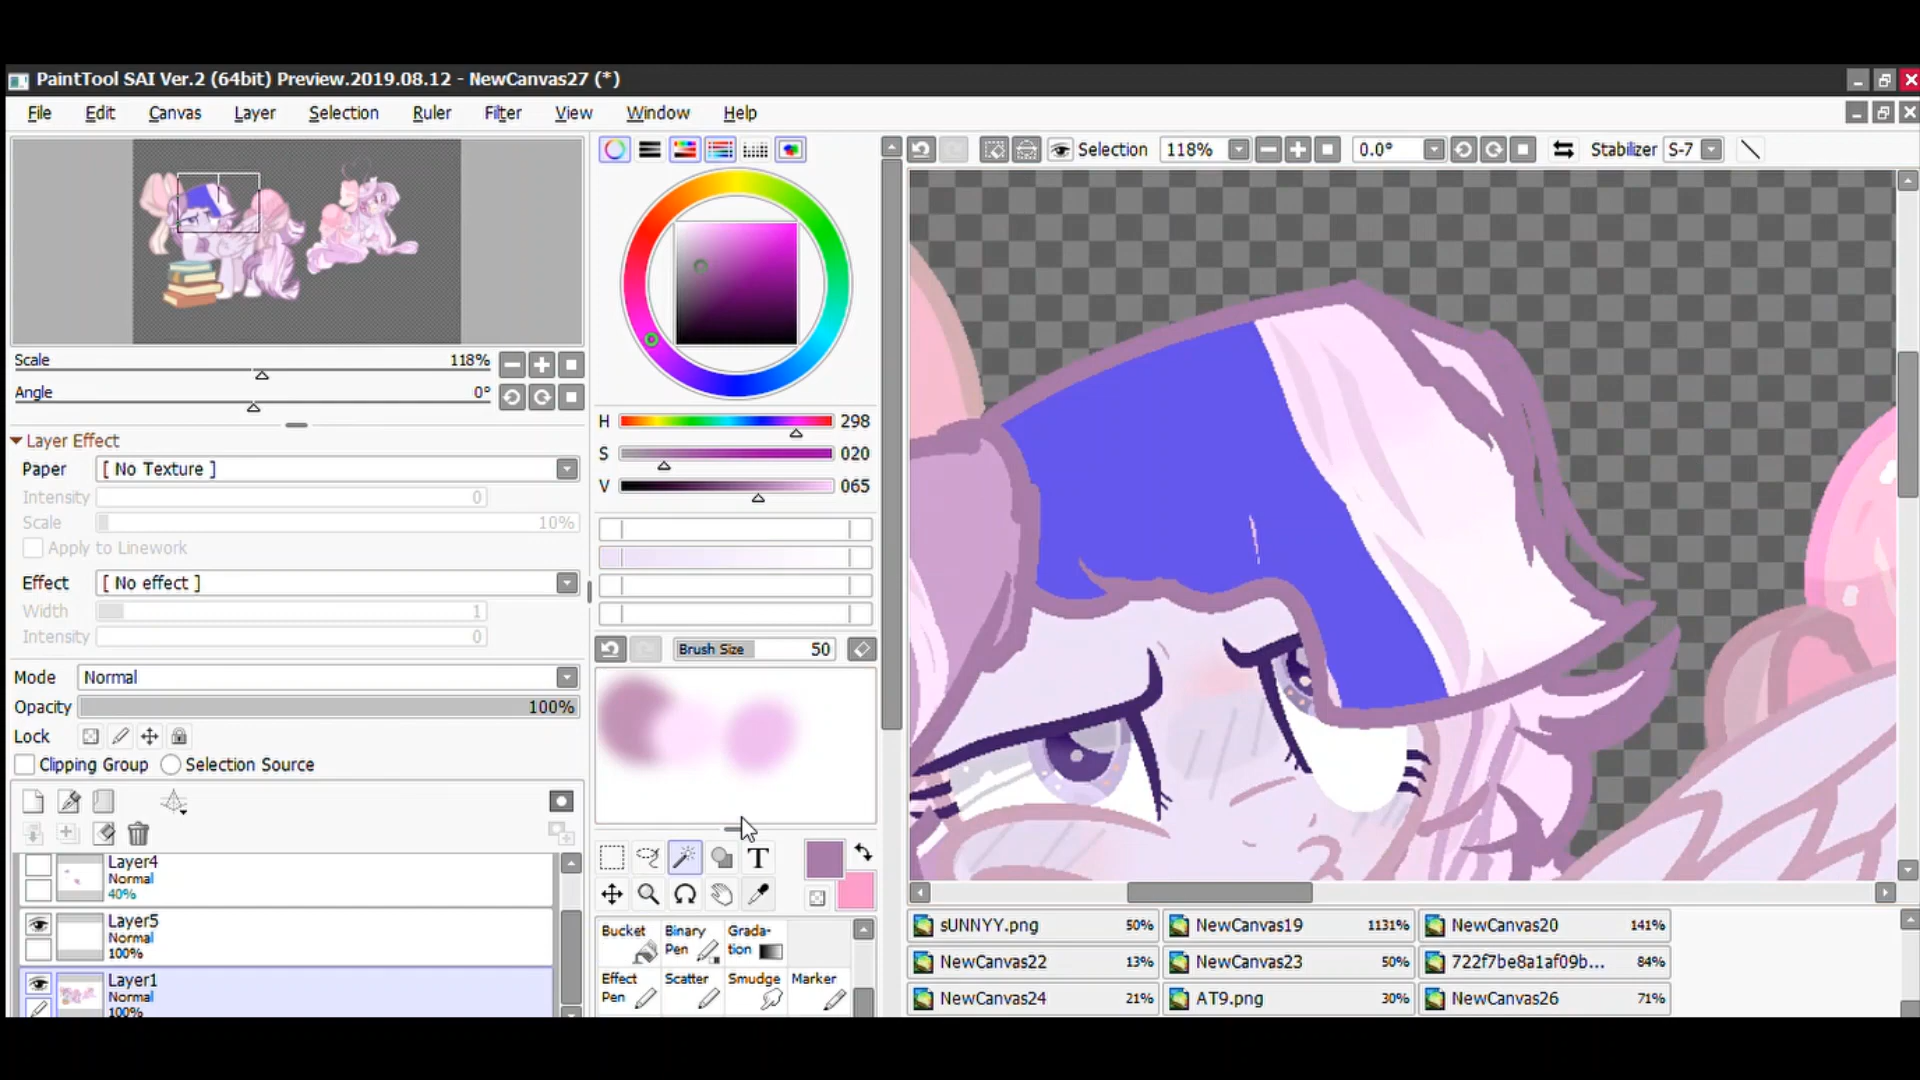 PaintTool SAI Ver.2 (64bit) Preview.2019.08.12 - NewCanvas27 (*)
File Edit Canvas Layer Selection Ruler Filter View Window Help
Selection 118% 0.0° Stabilizer S-7
Scale 118%
Angle 0°
Layer Effect
Paper [ No Texture ]
Intensity 0
Scale 10%
Apply to Linework
Effect [ No effect ]
Width 1
Intensity 0
Mode Normal
Opacity 100%
Lock
Clipping Group Selection Source
Layer4
Normal
40%
Layer5
Normal
100%
Layer1
Normal
100%
H 298
S 020
V 065
Brush Size 50
T
Bucket Binary Pen Grada-tion
Effect Pen Scatter Smudge Marker
sUNNYY.png 50% NewCanvas19 1131% NewCanvas20 141%
NewCanvas22 13% NewCanvas23 50% 722f7be8a1af09b... 84%
NewCanvas24 21% AT9.png 30% NewCanvas26 71%